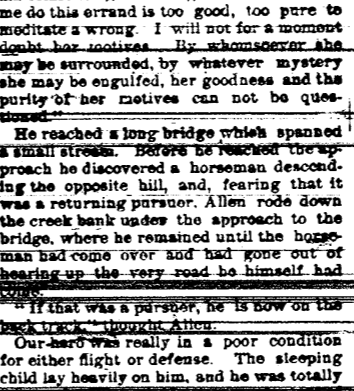 me do this errand is too good, too pure to
meditate a wrong. I will not for a moment
doubt her motives. By whomsoever she
may be surrounded, by whatever mystery
she may be engulfed, her goodness and the
purity of her motives can not be ques-
tioned."
He reached a long bridge which spanned
a small stream. Before he reached the ap-
proach he discovered a horseman descend-
ing the opposite hill, and, fearing that it
was a returning pursuer, Allen rode down
the creek bank under the approach to the
bridge, where he remained until the horse-
man had come over and had gone out of
hearing up the very road he himself had
come.
"If that was a pursuer, he is now on the
back track," thought Allen.
Our hero was really in a poor condition
for either flight or defense. The sleeping
child lay heavily on him, and he was totally